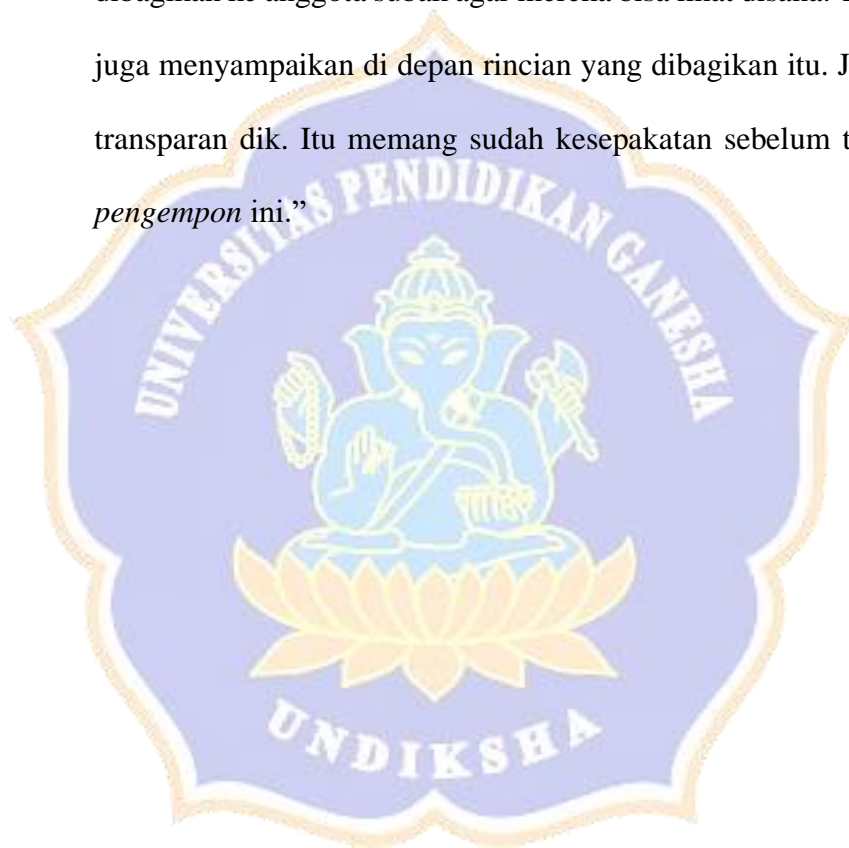 juga menyampaikan di depan rincian yang dibagikan itu. J
transparan dik. Itu memang sudah kesepakatan sebelum t
pengempon ini.”
UNIVERSITAS PENDIDIKAN GANESHA
UNDIKSHA